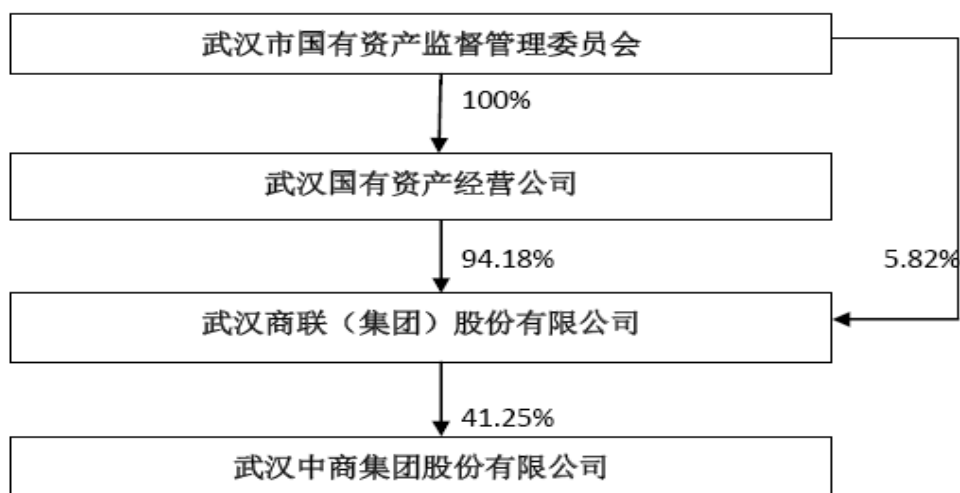 武汉市国有资产监督管理委员会
100%
武汉国有资产经营公司
94.18%
5.82%
武汉商联（集团）股份有限公司
41.25%
武汉中商集团股份有限公司